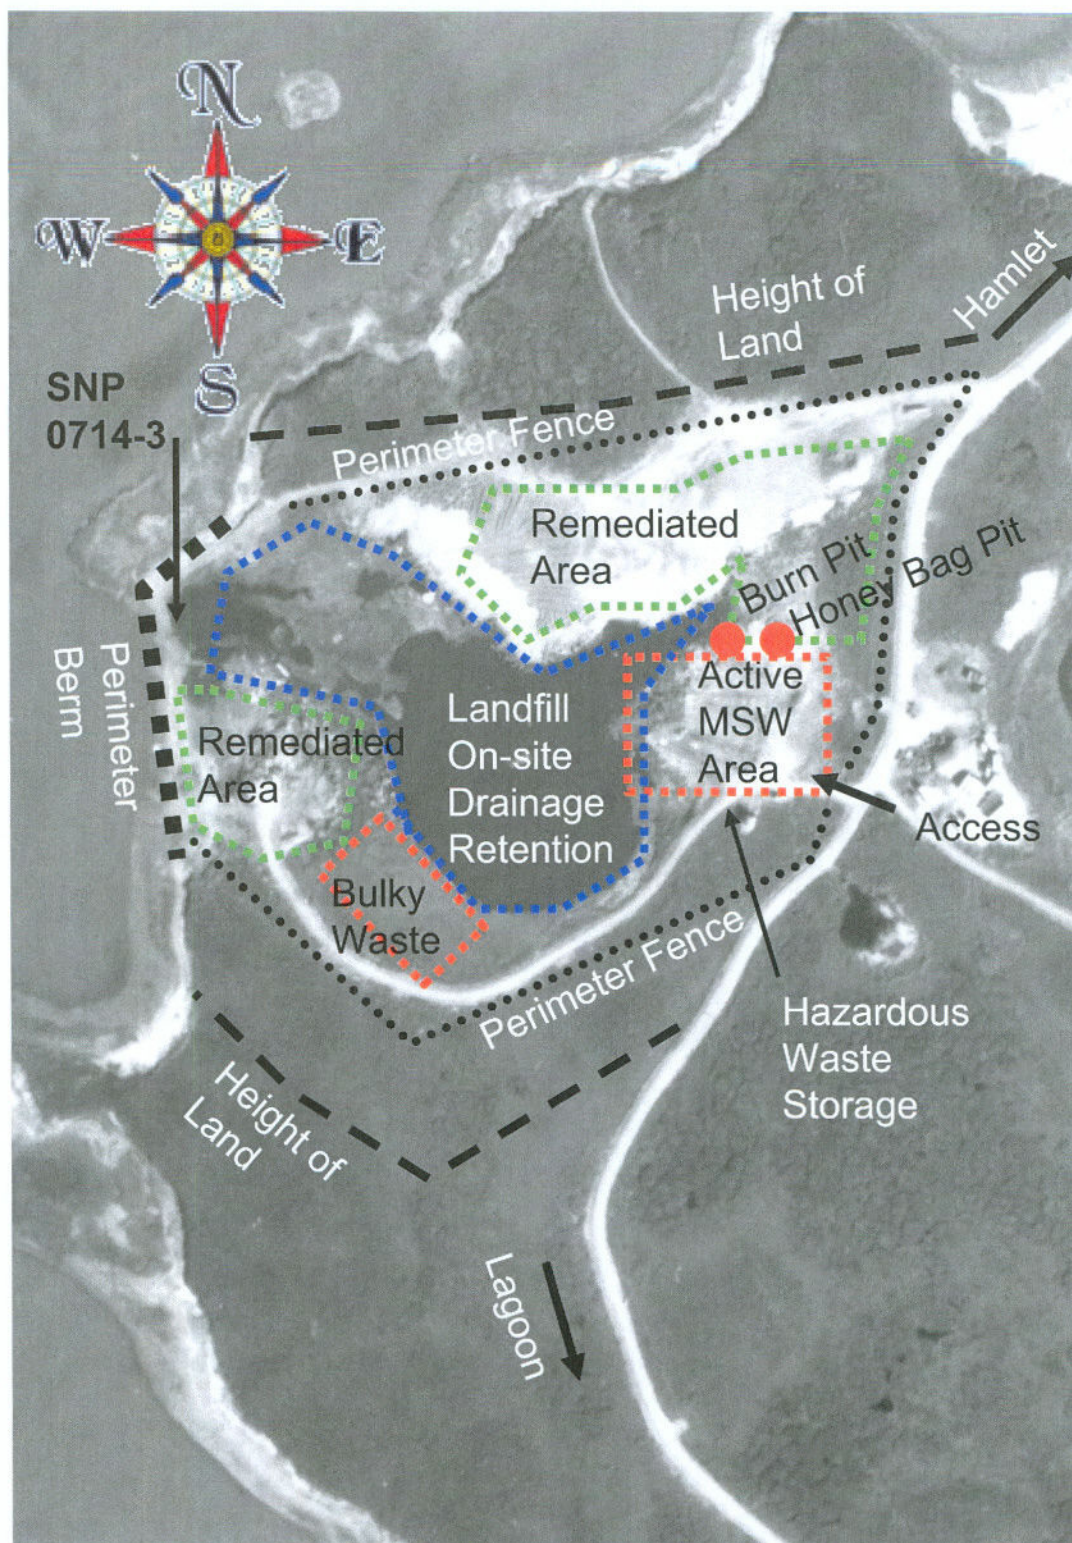 N
W
E
S
SNP
0714-3
Height of
Land
Hamlet
Perimeter Fence
Remediated
Area
Burn Pit
Honey Bag Pit
Perimeter
Berm
Remediated
Area
Landfill
On-site
Drainage
Retention
Active
MSW
Area
Access
Bulky
Waste
Perimeter Fence
Hazardous
Waste
Storage
Height of
Land
Lagoon